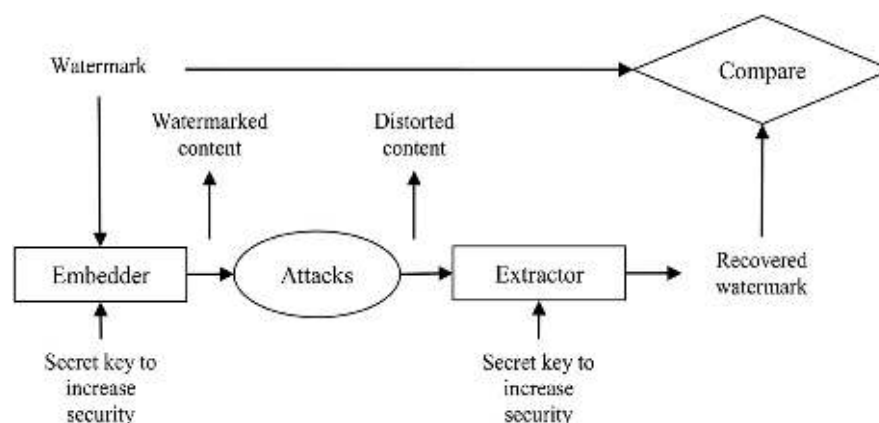 Watermark
Compare
Watermarked
content
Distorted
content
Embedder
Attacks
Extractor
Recovered
watermark
Secret key to
increase
security
Secret key to
increase
security